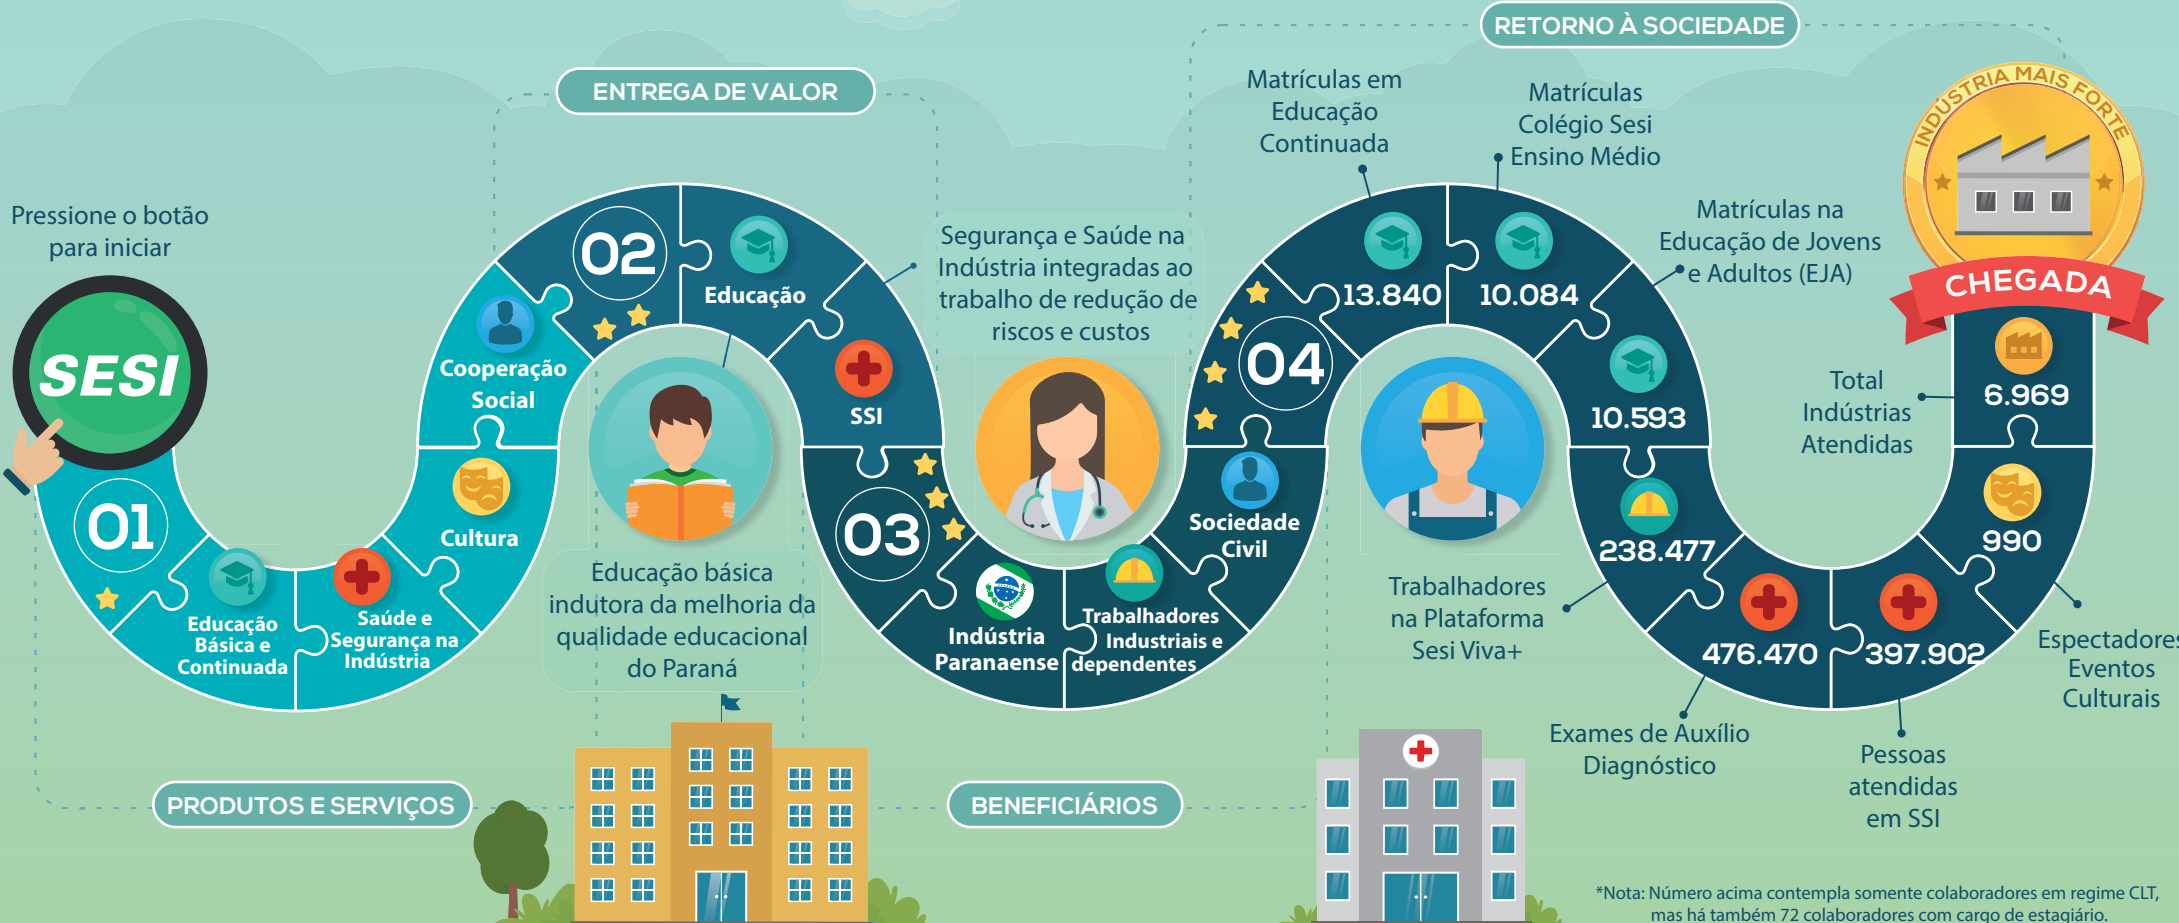 RETORNO À SOCIEDADE
ENTREGA DE VALOR
Pressione o botão
para iniciar
SESI
01
Educação
Básica e
Continuada
Saúde e
Segurança na
Indústria
Cultura
Cooperação
Social
PRODUTOS E SERVIÇOS
02
Educação
SSI
Educação básica
indutora da melhoria da
qualidade educacional
do Paraná
Segurança e Saúde na
Indústria integradas ao
trabalho de redução de
riscos e custos
03
Indústria
Paranaense
Trabalhadores
Industriais e
dependentes
Sociedade
Civil
BENEFICIÁRIOS
04
Matrículas em
Educação
Continuada
13.840
Matrículas
Colégio Sesi
Ensino Médio
10.084
Matrículas na
Educação de Jovens
e Adultos (EJA)
10.593
Trabalhadores
na Plataforma
Sesi Viva+
238.477
Exames de Auxílio
Diagnóstico
476.470
Pessoas
atendidas
em SSI
397.902
Espectadores
Eventos
Culturais
990
Total
Indústrias
Atendidas
6.969
CHEGADA
INDÚSTRIA MAIS FORTE
*Nota: Número acima contempla somente colaboradores em regime CLT,
mas há também 72 colaboradores com cargo de estagiário.